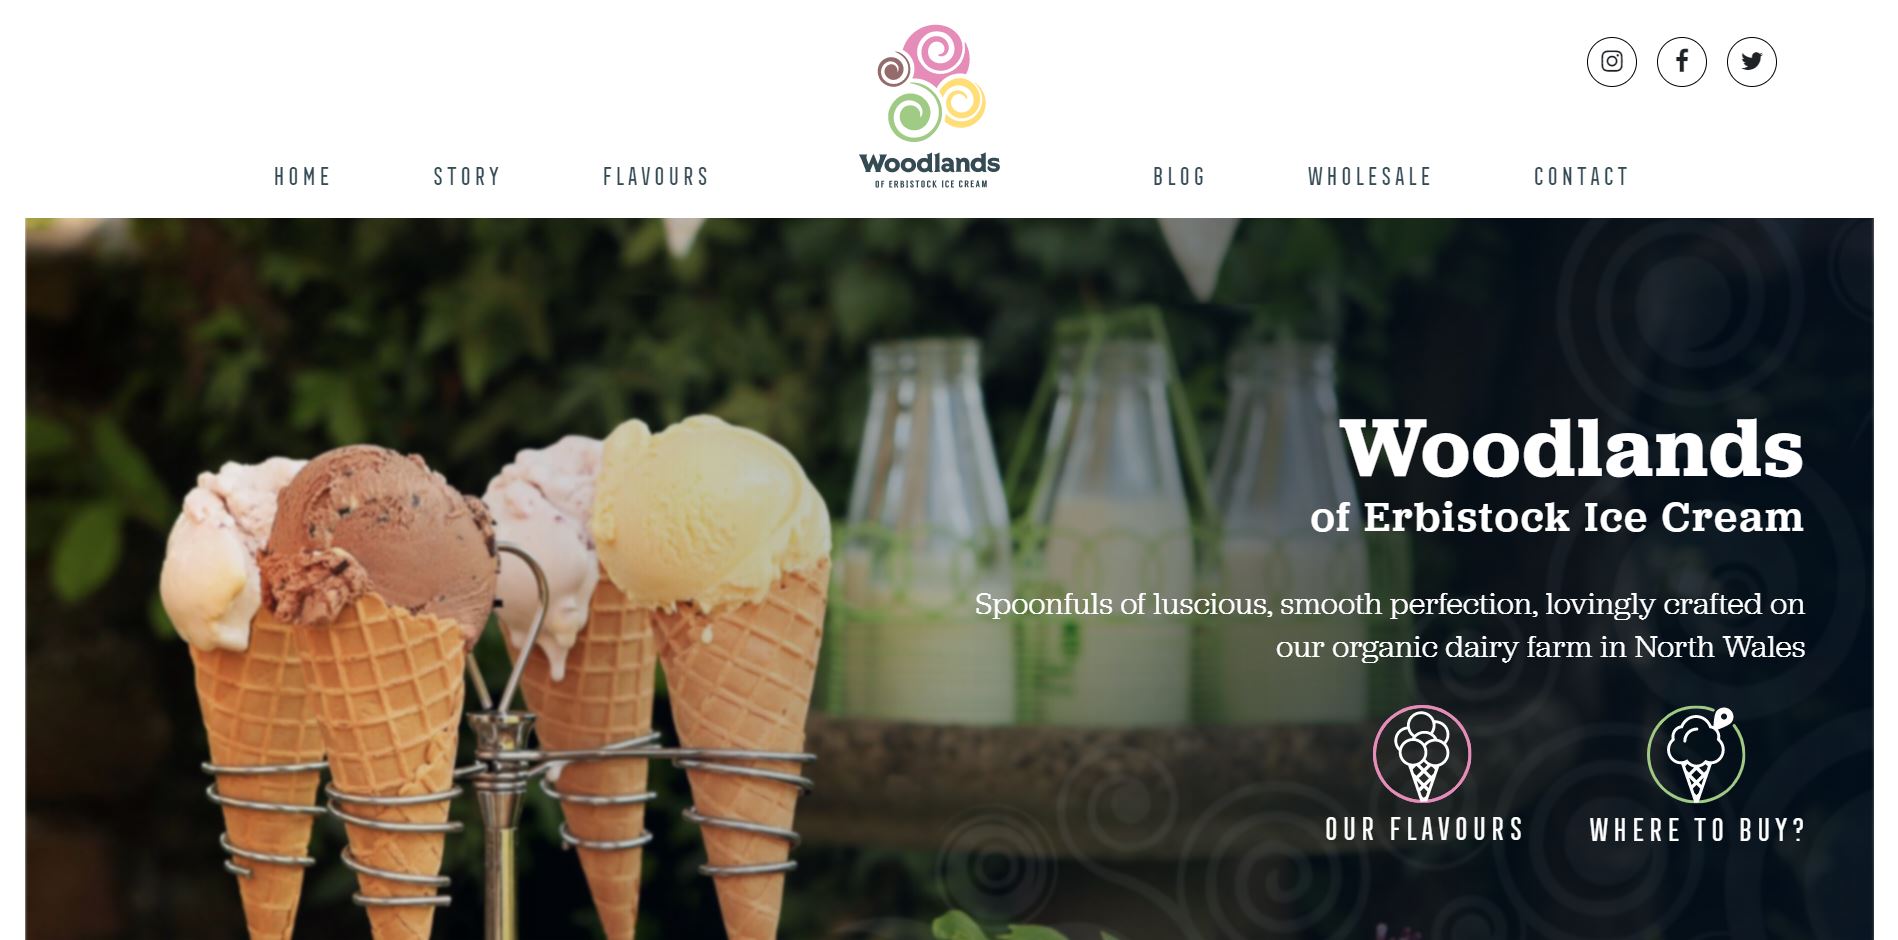 Woodlands
OF ERBISTOCK ICE CREAM
HOME
STORY
FLAVOURS
BLOG
WHOLESALE
CONTACT
Woodlands
of Erbistock Ice Cream
Spoonfuls of luscious, smooth perfection, lovingly crafted on
our organic dairy farm in North Wales
OUR FLAVOURS
WHERE TO BUY?